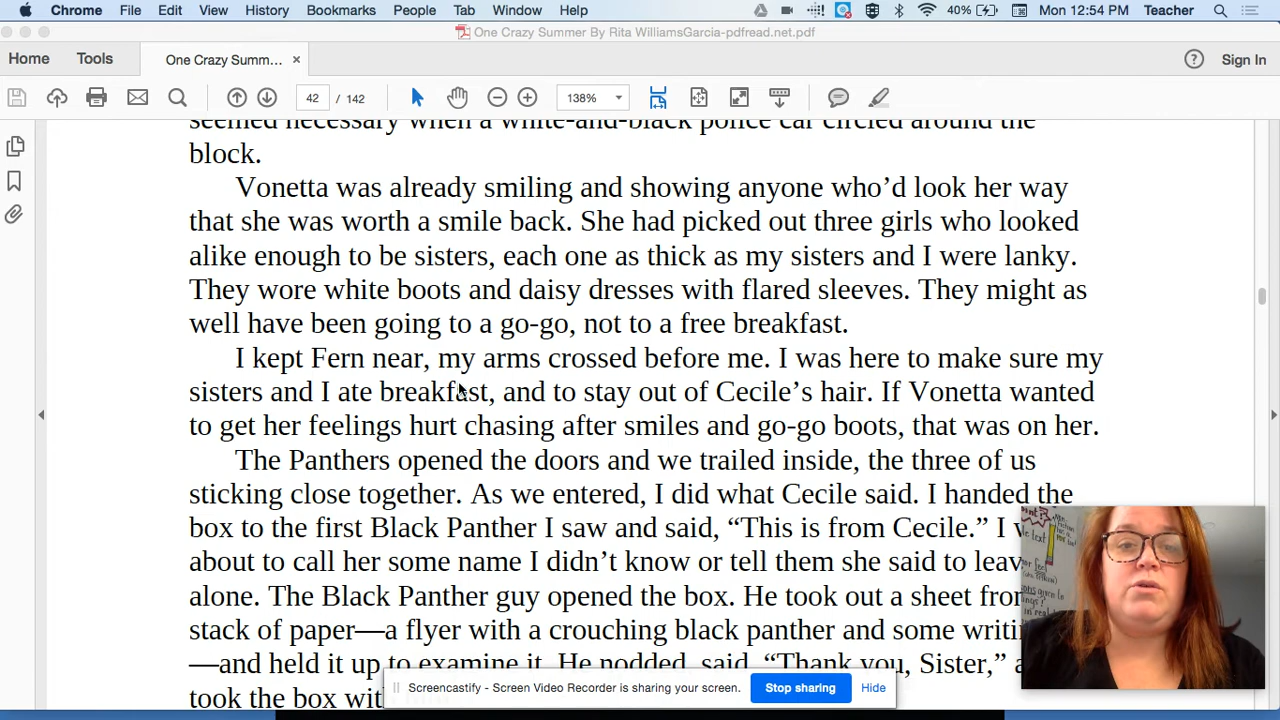 Chrome File Edit View History Bookmarks People Tab Window Help 40% Mon 12:54 PM Teacher
One Crazy Summer By Rita WilliamsGarcia-pdfread.net.pdf
Home Tools One Crazy Summ... × ? Sign In
42 / 142 138%
seemed necessary when a white-and-black police car circled around the
block.
Vonetta was already smiling and showing anyone who’d look her way
that she was worth a smile back. She had picked out three girls who looked
alike enough to be sisters, each one as thick as my sisters and I were lanky.
They wore white boots and daisy dresses with flared sleeves. They might as
well have been going to a go-go, not to a free breakfast.
I kept Fern near, my arms crossed before me. I was here to make sure my
sisters and I ate breakfast, and to stay out of Cecile’s hair. If Vonetta wanted
to get her feelings hurt chasing after smiles and go-go boots, that was on her.
The Panthers opened the doors and we trailed inside, the three of us
sticking close together. As we entered, I did what Cecile said. I handed the
box to the first Black Panther I saw and said, “This is from Cecile.” I
about to call her some name I didn’t know or tell them she said to leav
alone. The Black Panther guy opened the box. He took out a sheet fro
stack of paper—a flyer with a crouching black panther and some writi
—and held it up to examine it. He nodded, said, “Thank you, Sister,”
took the box wit
Screencastify - Screen Video Recorder is sharing your screen. Stop sharing Hide